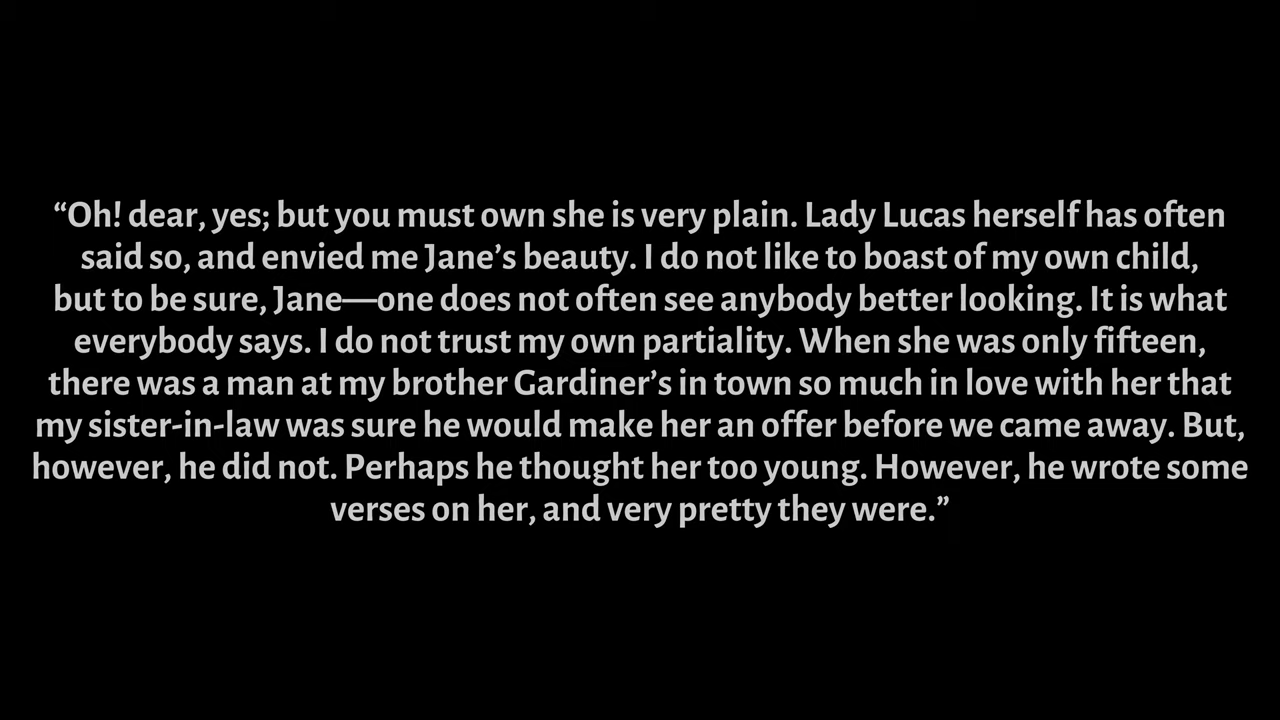 “Oh! dear, yes; but you must own she is very plain. Lady Lucas herself has often
said so, and envied me Jane’s beauty. I do not like to boast of my own child,
but to be sure, Jane—one does not often see anybody better looking. It is what
everybody says. I do not trust my own partiality. When she was only fifteen,
there was a man at my brother Gardiner’s in town so much in love with her that
my sister-in-law was sure he would make her an offer before we came away. But,
however, he did not. Perhaps he thought her too young. However, he wrote some
verses on her, and very pretty they were.”